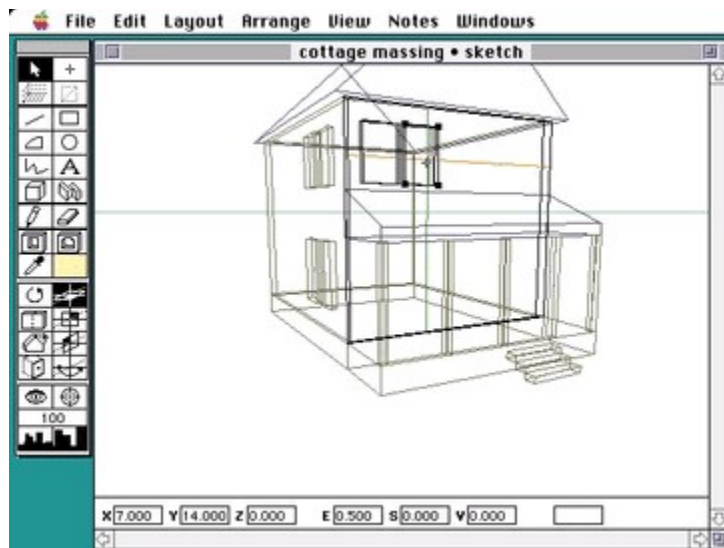 File Edit Layout Arrange View Notes Windows
cottage massing • sketch
A
100
X 7.000 Y 14.000 Z 0.000 E 0.500 S 0.000 V 0.000